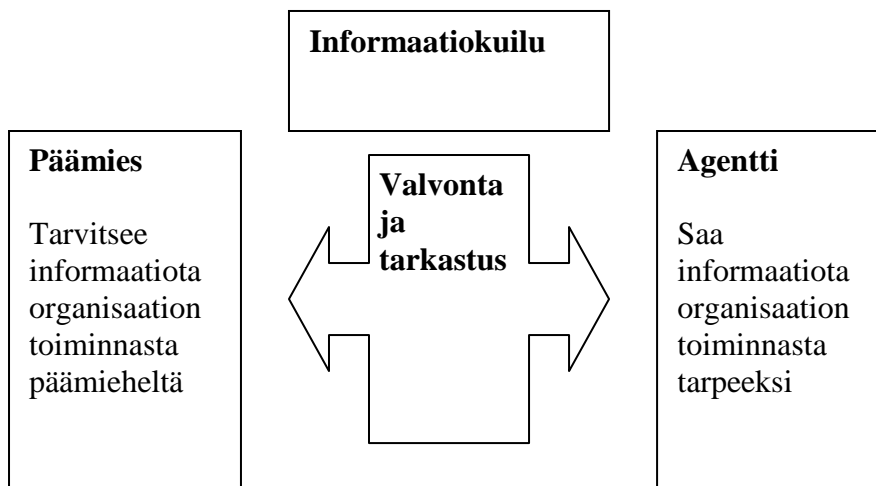 Informaatiokuilu
Päämies
Tarvitsee
informaatiota
organisaation
toiminnasta
päämieheltä
Valvonta
ja
tarkastus
Agentti
Saa
informaatiota
organisaation
toiminnasta
tarpeeksi